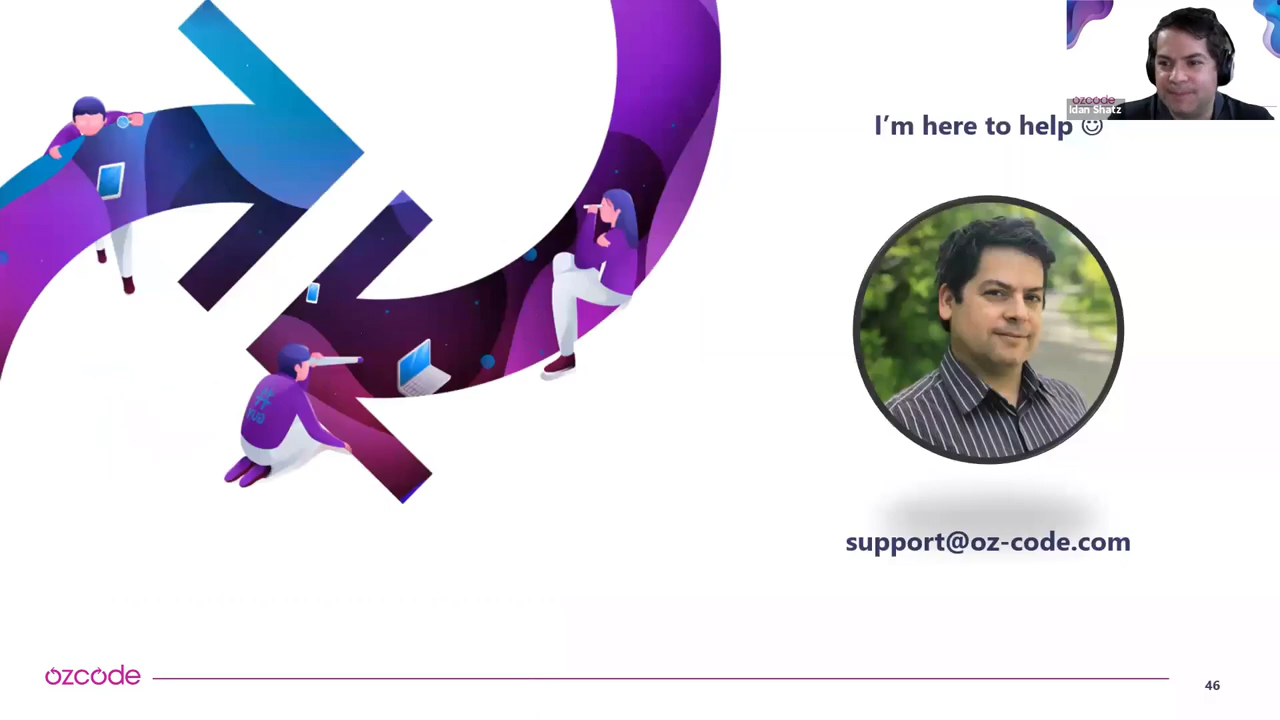 ozcode
Idan Shatz
I'm here to help ☺
support@oz-code.com
ozcode
46